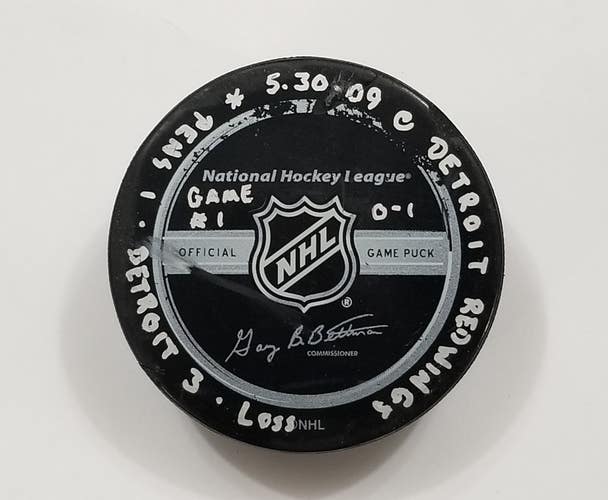 * 5.30.09 @ DETROIT REDWINGS
PENS 1 . DETROIT 3 . LOSS
National Hockey League®
GAME
#1
0-1
OFFICIAL
NHL
GAME PUCK
®
Gary B. Bettman
COMMISSIONER
©NHL